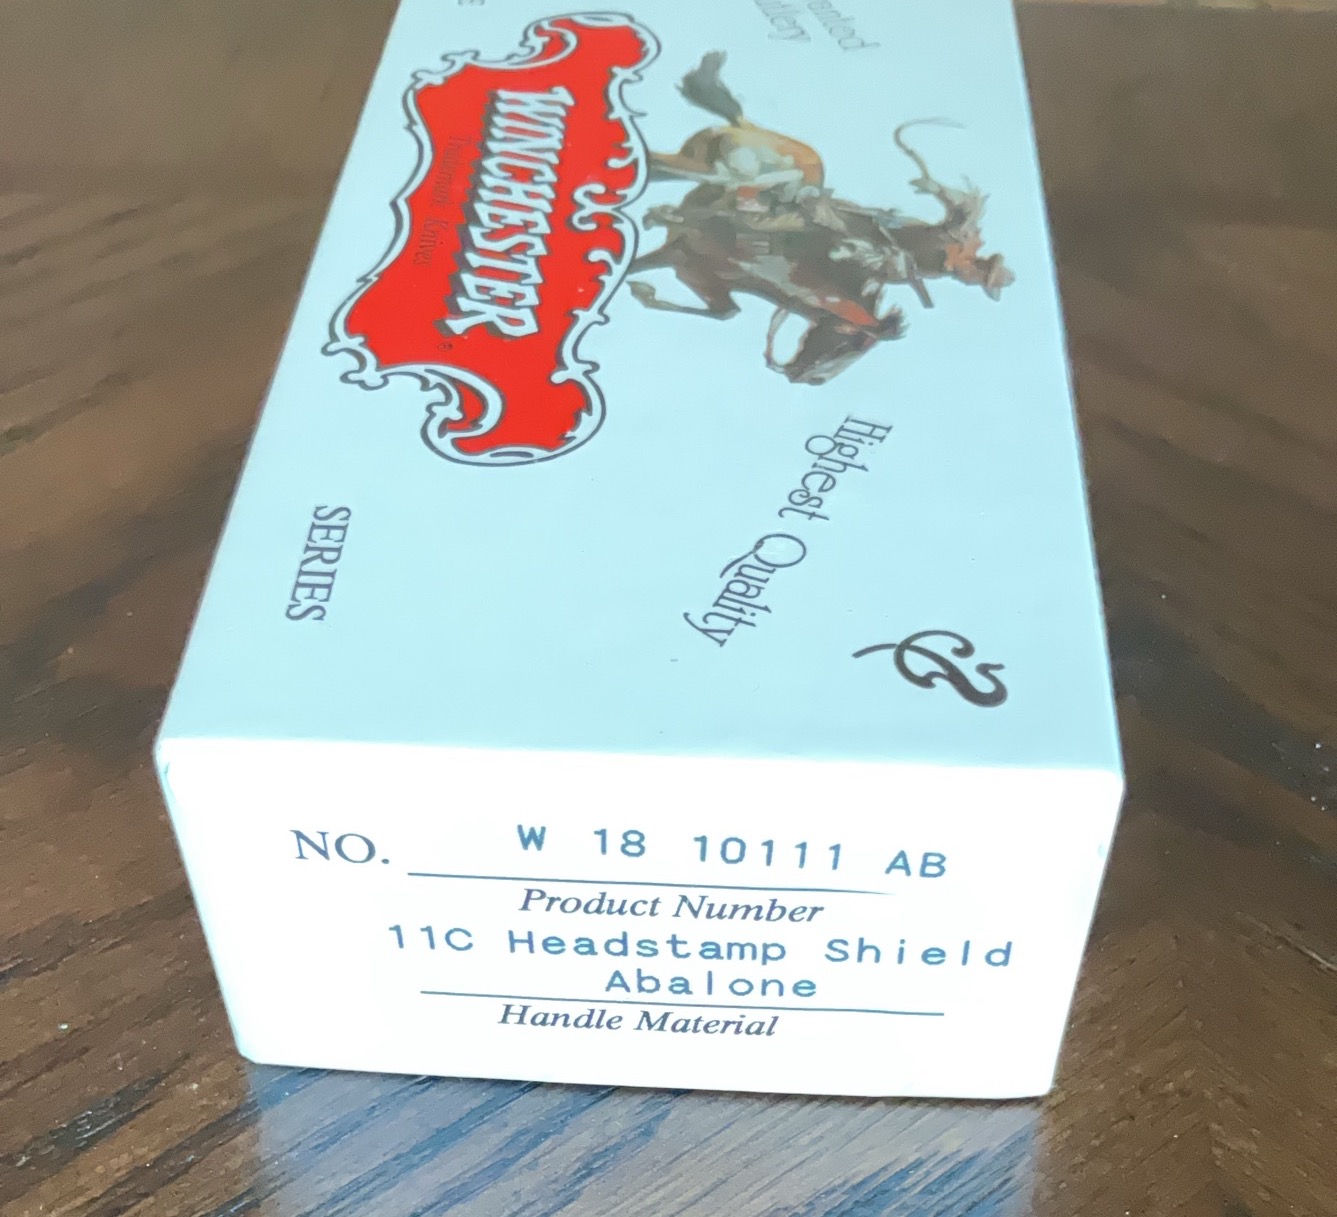 WINCHESTER®
Trademark Knives
Highest Quality
SERIES
NO. W 18 10111 AB
Product Number
11C Headstamp Shield
Abalone
Handle Material